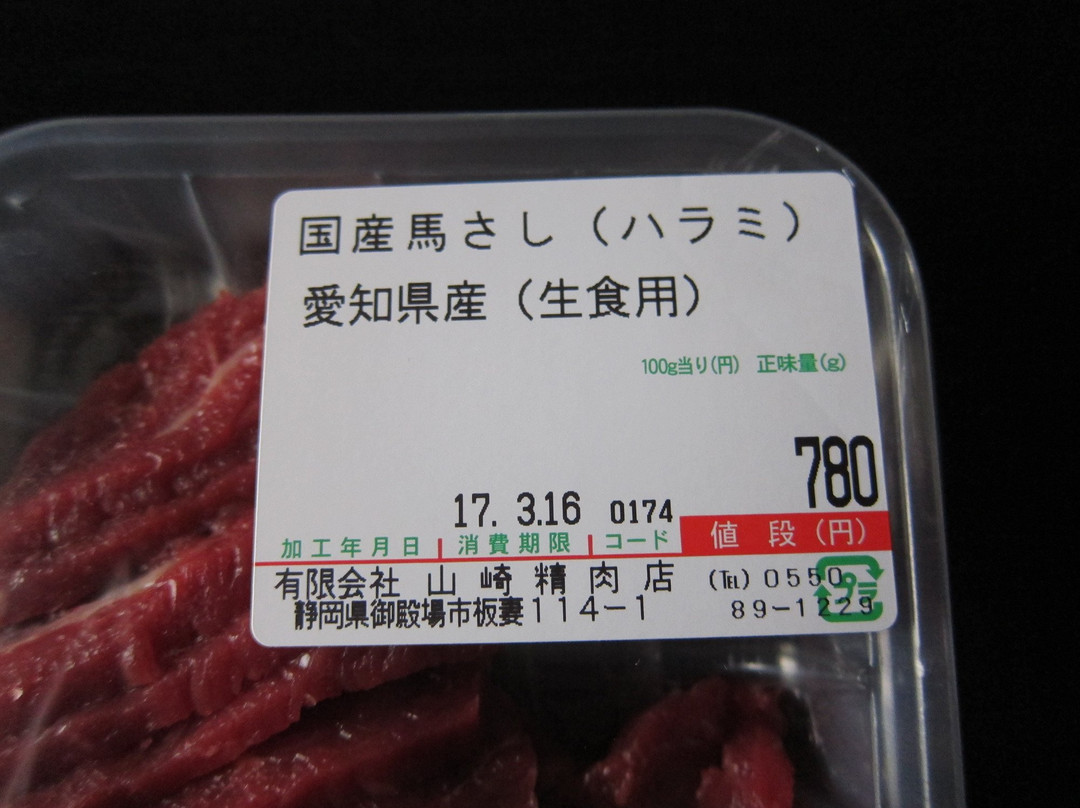 国産馬さし（ハラミ）
愛知県産（生食用）
100g当り(円) 正味量(g)
780
17. 3.16 0174
加工年月日 消費期限 コード 値段(円)
有限会社 山崎精肉店 (℡) 0550
静岡県御殿場市板妻114-1 89-1229
プラ